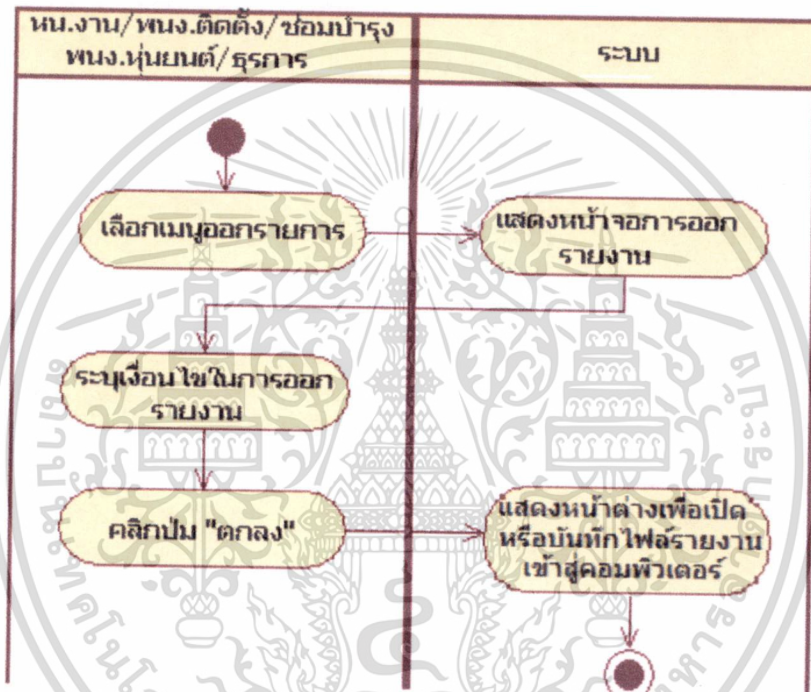 หน.งาน/พนง.ติดตั้ง/ซ่อมบำรุง
พนง.หุ่นยนต์/ธุรการ
ระบบ
เลือกเมนูออกรายการ
แสดงหน้าจอการออก
รายงาน
ระบุเงื่อนไขในการออก
รายงาน
คลิกปุ่ม "ตกลง"
แสดงหน้าต่างเพื่อเปิด
หรือบันทึกไฟล์รายงาน
เข้าสู่คอมพิวเตอร์